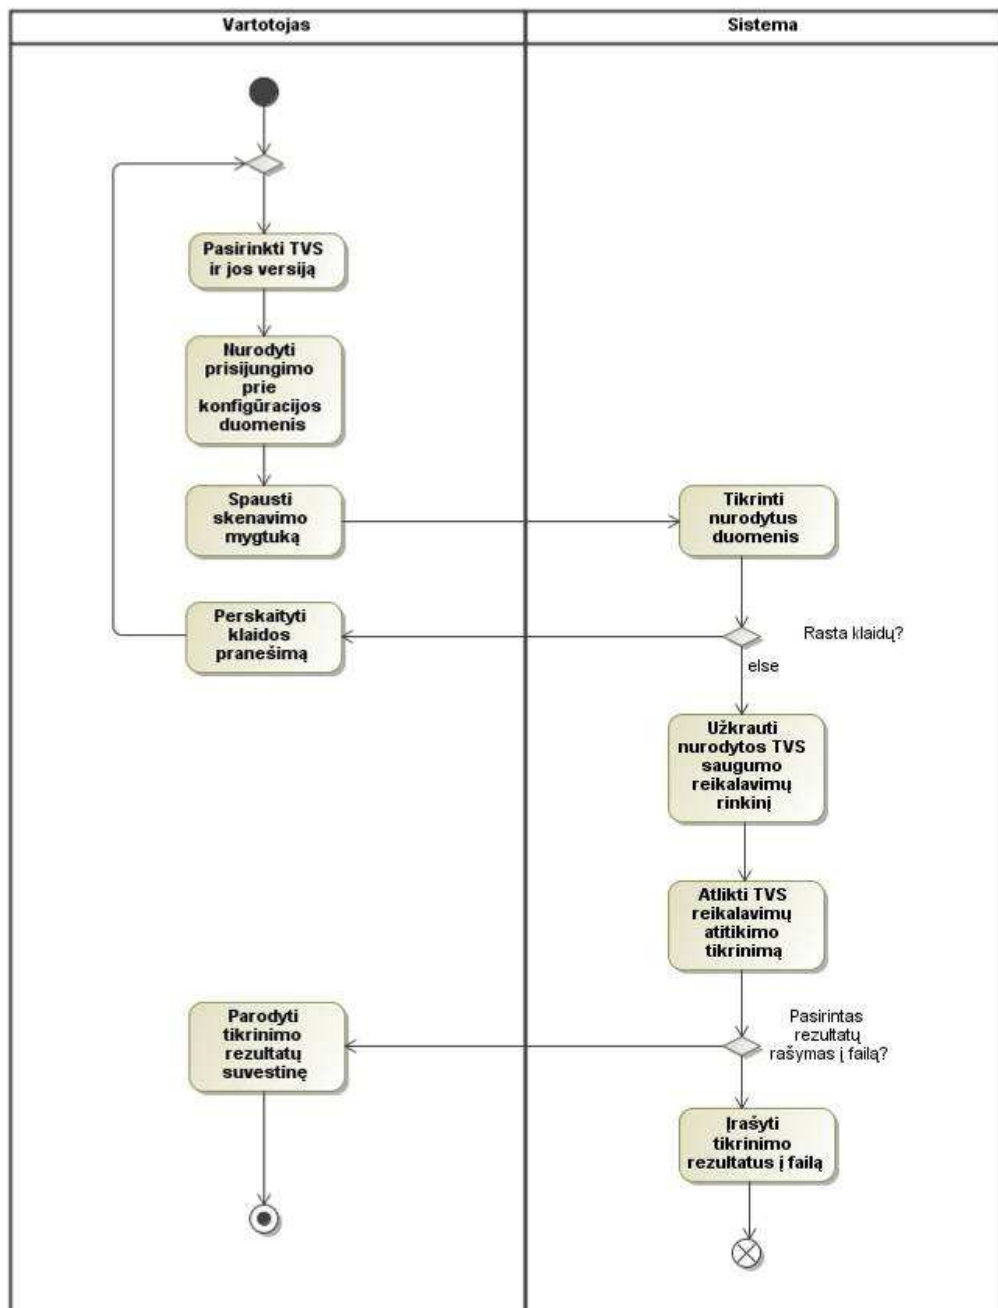 Vartotojas
Sistema
Pasirinkti TVS
ir jos versiją
Nurodyti
prisijungimo
prie
konfigūracijos
duomenis
Spausti
skenavimo
mygtuką
Tikrinti
nurodytus
duomenis
Perskaityti
klaidos
pranešimą
Rasta klaidų?
else
Užkrauti
nurodytos TVS
saugumo
reikalavimų
rinkinį
Atlikti TVS
reikalavimų
atitikimo
tikrinimą
Parodyti
tikrinimo
rezultatų
suvestinę
Pasirintas
rezultatų
rašymas į failą?
Įrašyti
tikrinimo
rezultatus į failą